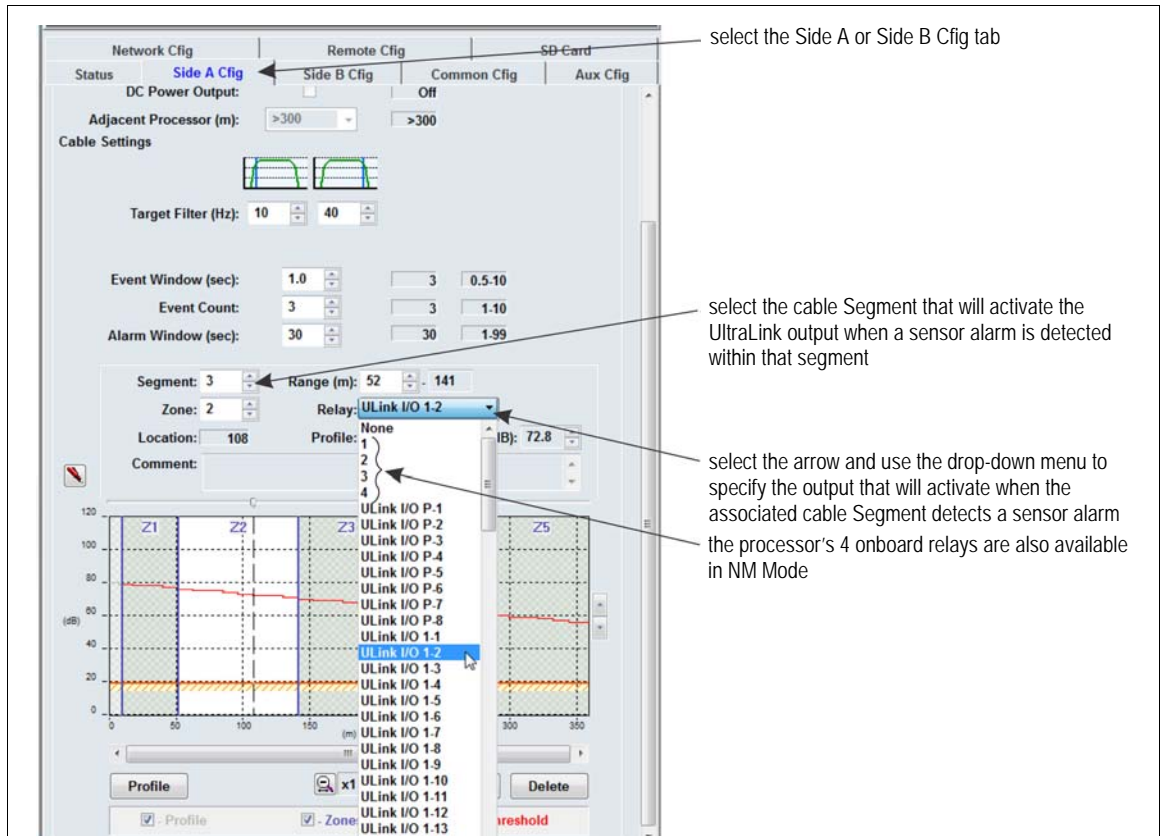 Network Cfig Remote Cfig SD Card
Status Side A Cfig Side B Cfig Common Cfig Aux Cfig
select the Side A or Side B Cfig tab
DC Power Output: Off
Adjacent Processor (m): >300 >300
Cable Settings
Target Filter (Hz): 10 40
Event Window (sec): 1.0 3 0.5-10
Event Count: 3 3 1-10
Alarm Window (sec): 30 30 1-99
select the cable Segment that will activate the
UltraLink output when a sensor alarm is detected
within that segment
Segment: 3 Range (m): 52 - 141
Zone: 2 Relay: ULink I/O 1-2
Location: 108 Profile: B): 72.8
Comment:
None
1
2
3
4
ULink I/O P-1
ULink I/O P-2
ULink I/O P-3
ULink I/O P-4
ULink I/O P-5
ULink I/O P-6
ULink I/O P-7
ULink I/O P-8
ULink I/O 1-1
ULink I/O 1-2
ULink I/O 1-3
ULink I/O 1-4
ULink I/O 1-5
ULink I/O 1-6
ULink I/O 1-7
ULink I/O 1-8
ULink I/O 1-9
ULink I/O 1-10
ULink I/O 1-11
ULink I/O 1-12
ULink I/O 1-13
select the arrow and use the drop-down menu to
specify the output that will activate when the
associated cable Segment detects a sensor alarm
the processor's 4 onboard relays are also available
in NM Mode
Z1 Z2 Z3 Z5
120
100
80
60
(dB)
40
20
0
0 50 100 150 300 350
(m)
Profile x1 Delete
- Profile - Zone reshold